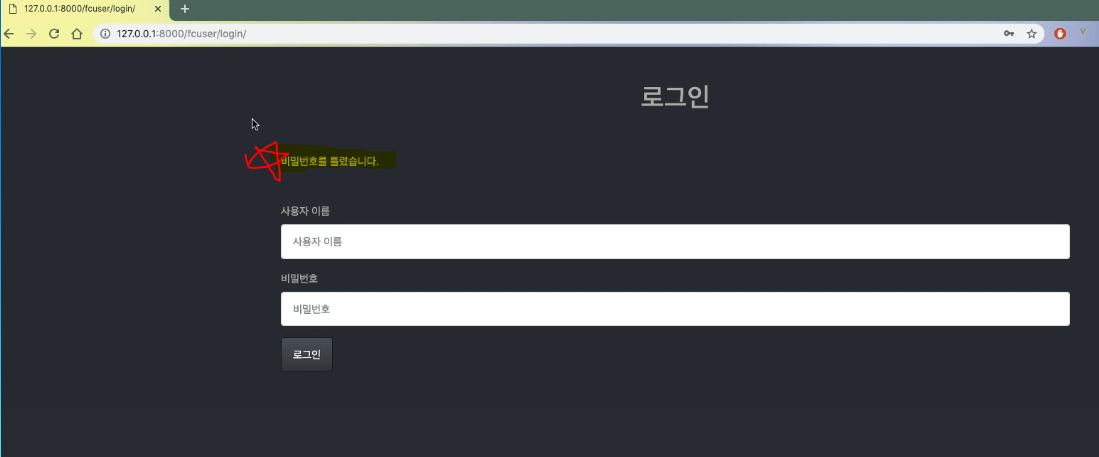 127.0.0.1:8000/fcuser/login/
127.0.0.1:8000/fcuser/login/
로그인
비밀번호를 틀렸습니다.
사용자 이름
사용자 이름
비밀번호
비밀번호
로그인